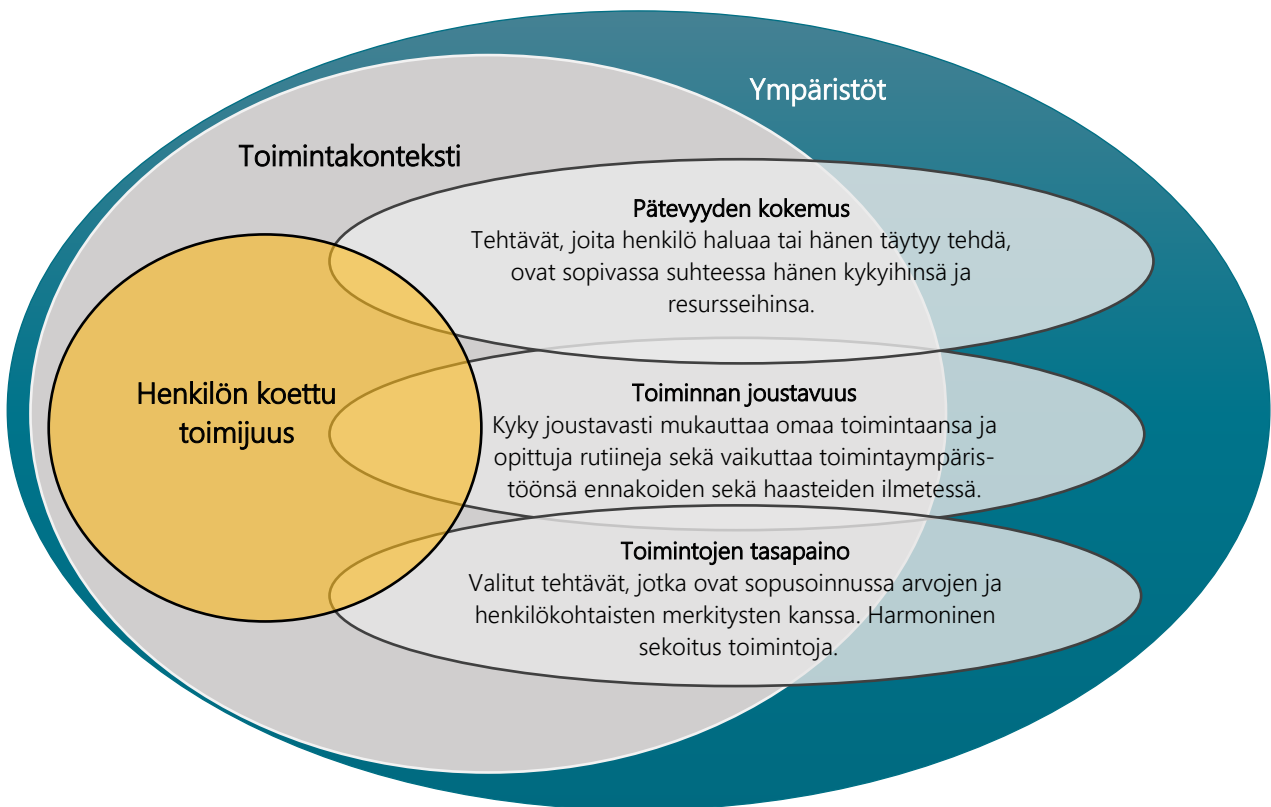 Ympäristöt
Toimintakonteksti
Pätevyyden kokemus
Tehtävät, joita henkilö haluaa tai hänen täytyy tehdä,
ovat sopivassa suhteessa hänen kykyihinsä ja
resursseihinsa.
Henkilön koettu
toimijuus
Toiminnan joustavuus
Kyky joustavasti mukauttaa omaa toimintaansa ja
opittuja rutiineja sekä vaikuttaa toimintaympäris-
töönsä ennakoiden sekä haasteiden ilmetessä.
Toimintojen tasapaino
Valitut tehtävät, jotka ovat sopusoinnussa arvojen ja
henkilökohtaisten merkitysten kanssa. Harmoninen
sekoitus toimintoja.